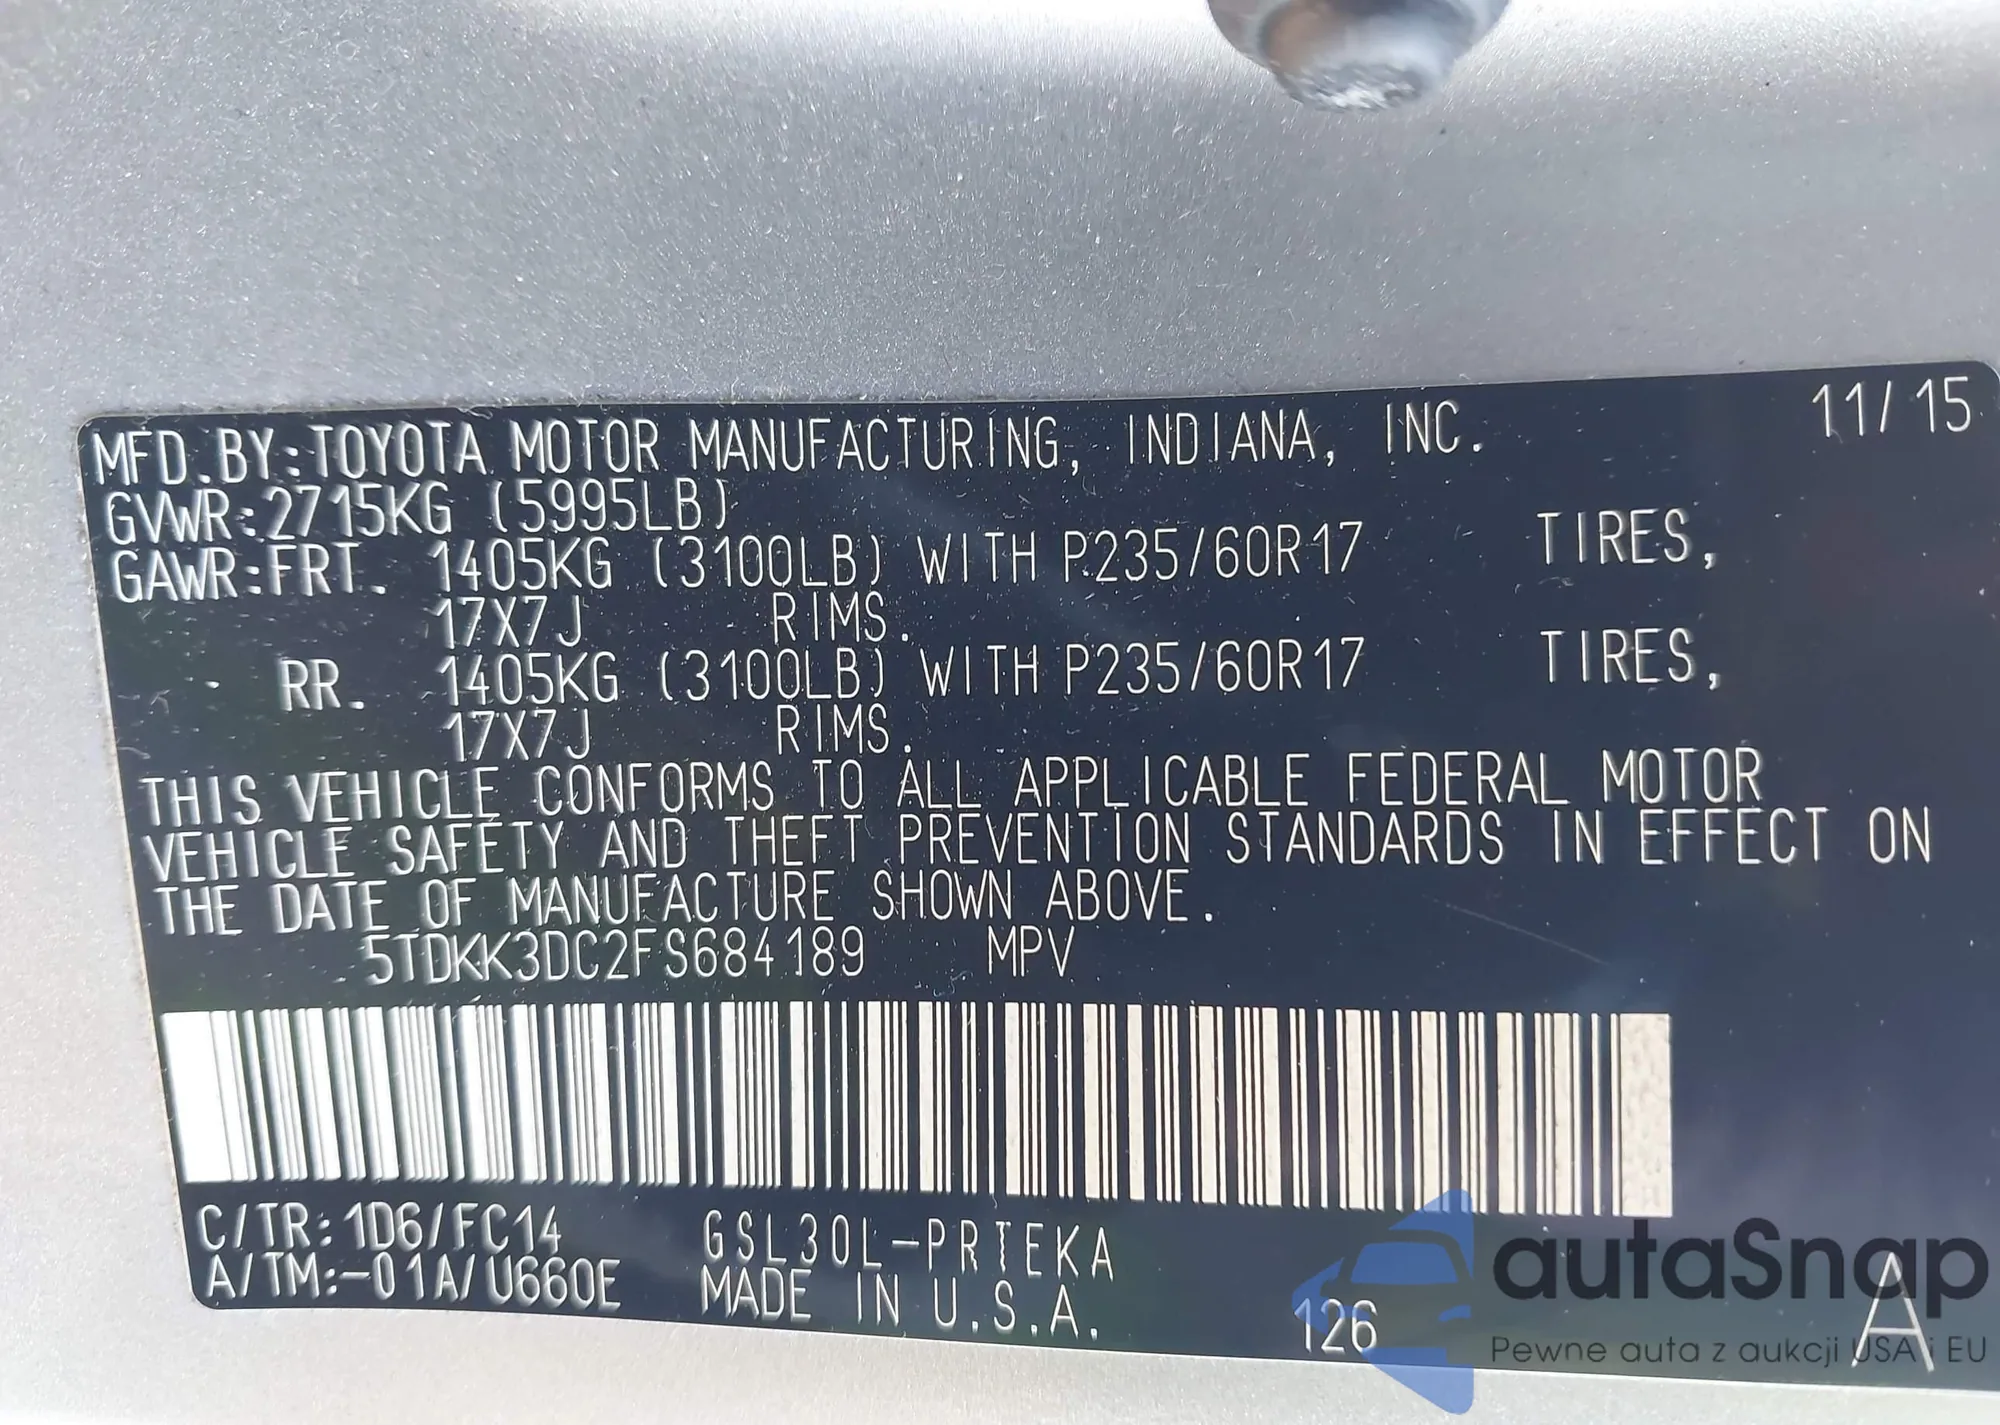 MFD.BY:TOYOTA MOTOR MANUFACTURING, INDIANA, INC. 11/15
GVWR:2715KG (5995LB)
GAWR:FRT. 1405KG (3100LB) WITH P235/60R17 TIRES,
17X7J RIMS.
RR. 1405KG (3100LB) WITH P235/60R17 TIRES,
17X7J RIMS.
THIS VEHICLE CONFORMS TO ALL APPLICABLE FEDERAL MOTOR
VEHICLE SAFETY AND THEFT PREVENTION STANDARDS IN EFFECT ON
THE DATE OF MANUFACTURE SHOWN ABOVE.
5TDKK3DC2FS684189 MPV
C/TR:1D6/FC14 GSL30L-PRTEKA
A/TM:-01A/U660E MADE IN U.S.A. 126 A
autaSnap
Pewne auta z aukcji USA i EU